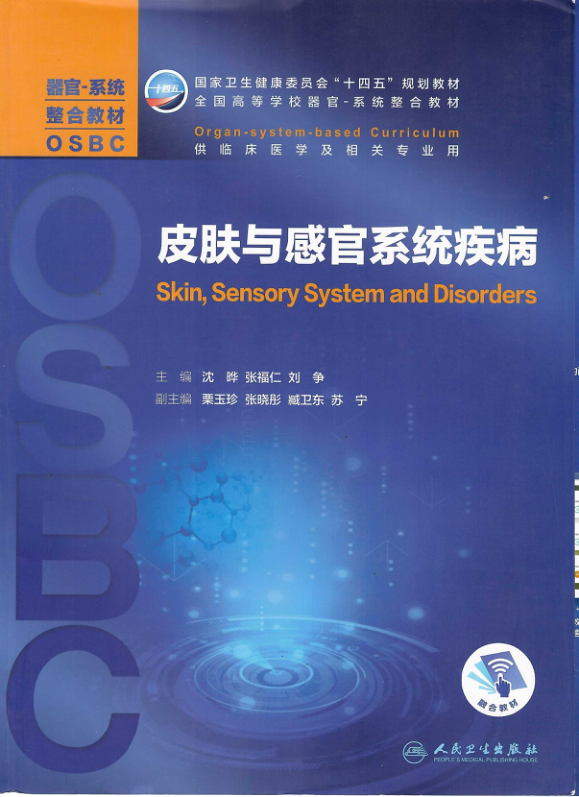 器官-系统
整合教材
OSBC
十四五
国家卫生健康委员会“十四五”规划教材
全国高等学校器官-系统整合教材
Organ-system-based Curriculum
供临床医学及相关专业用
OSBC
皮肤与感官系统疾病
Skin, Sensory System and Disorders
主 编 沈 晔 张福仁 刘 争
副主编 栗玉珍 张晓彤 臧卫东 苏 宁
融合教材
人民卫生出版社
PEOPLE'S MEDICAL PUBLISHING HOUSE